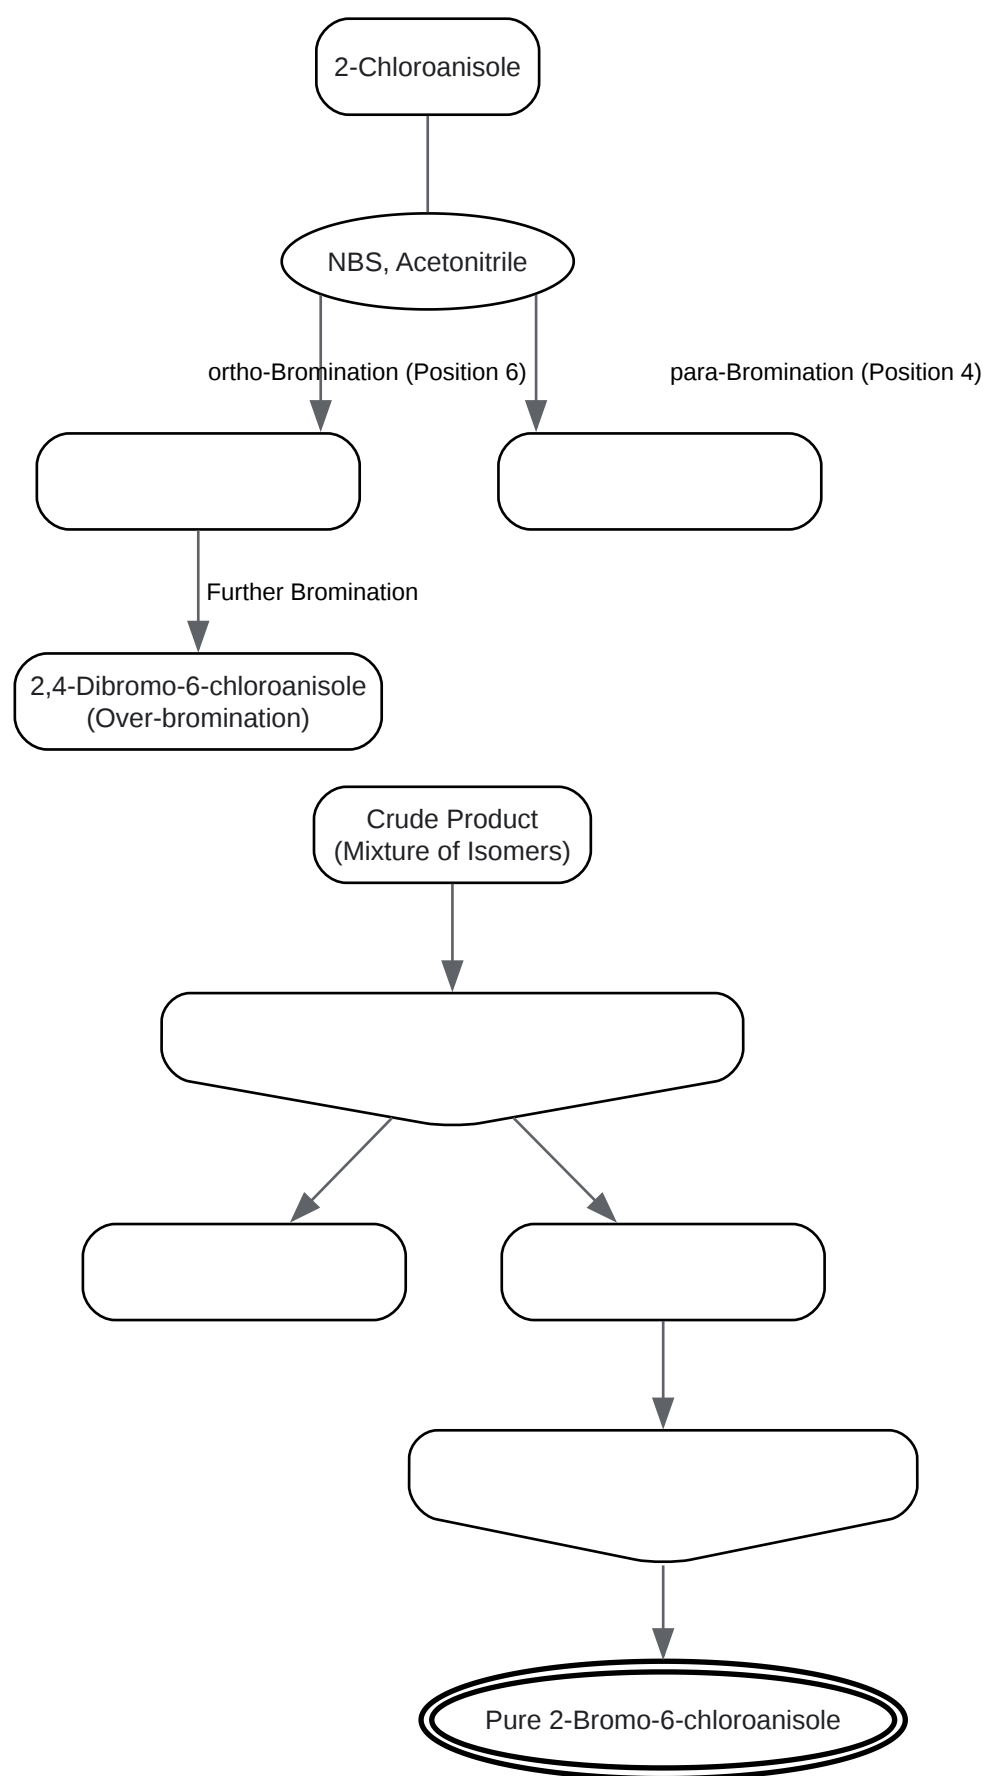 2-Chloroanisole
NBS, Acetonitrile
ortho-Bromination (Position 6)
para-Bromination (Position 4)
Further Bromination
2,4-Dibromo-6-chloroanisole
(Over-bromination)
Crude Product
(Mixture of Isomers)
Pure 2-Bromo-6-chloroanisole